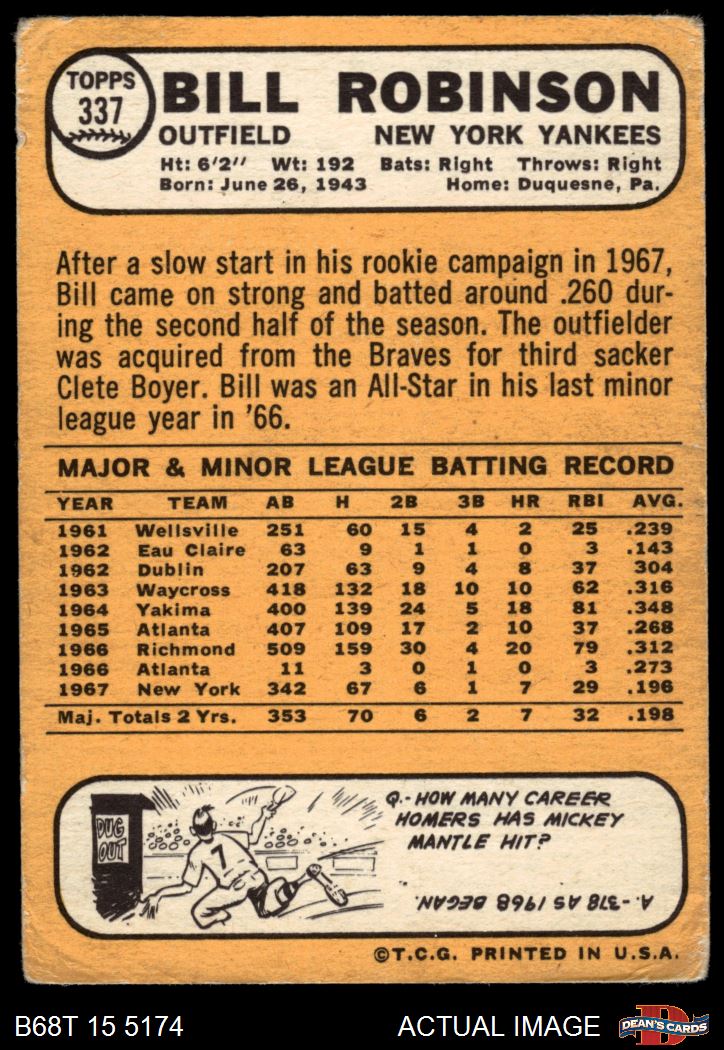 TOPPS
337
BILL ROBINSON
OUTFIELD NEW YORK YANKEES
Ht: 6'2" Wt: 192 Bats: Right Throws: Right
Born: June 26, 1943 Home: Duquesne, Pa.
After a slow start in his rookie campaign in 1967,
Bill came on strong and batted around .260 dur-
ing the second half of the season. The outfielder
was acquired from the Braves for third sacker
Clete Boyer. Bill was an All-Star in his last minor
league year in '66.
MAJOR & MINOR LEAGUE BATTING RECORD
YEAR TEAM AB H 2B 3B HR RBI AVG.
1961 Wellsville 251 60 15 4 2 25 .239
1962 Eau Claire 63 9 1 1 0 3 .143
1962 Dublin 207 63 9 4 8 37 304
1963 Waycross 418 132 18 10 10 62 .316
1964 Yakima 400 139 24 5 18 81 .348
1965 Atlanta 407 109 17 2 10 37 .268
1966 Richmond 509 159 30 4 20 79 .312
1966 Atlanta 11 3 0 1 0 3 .273
1967 New York 342 67 6 1 7 29 .196
Maj. Totals 2 Yrs. 353 70 6 2 7 32 .198
DUG
OUT
7
Q.- HOW MANY CAREER
HOMERS HAS MICKEY
MANTLE HIT?
A.- 378 AS 1968 BEGAN.
©T.C.G. PRINTED IN U.S.A.
B68T 15 5174 ACTUAL IMAGE
D
DEAN'S CARDS